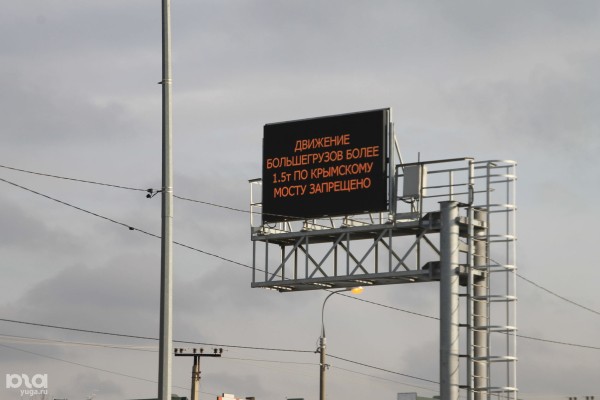 ДВИЖЕНИЕ
БОЛЬШЕГРУЗОВ БОЛЕЕ
1.5т ПО КРЫМСКОМУ
МОСТУ ЗАПРЕЩЕНО
юга
yuga.ru